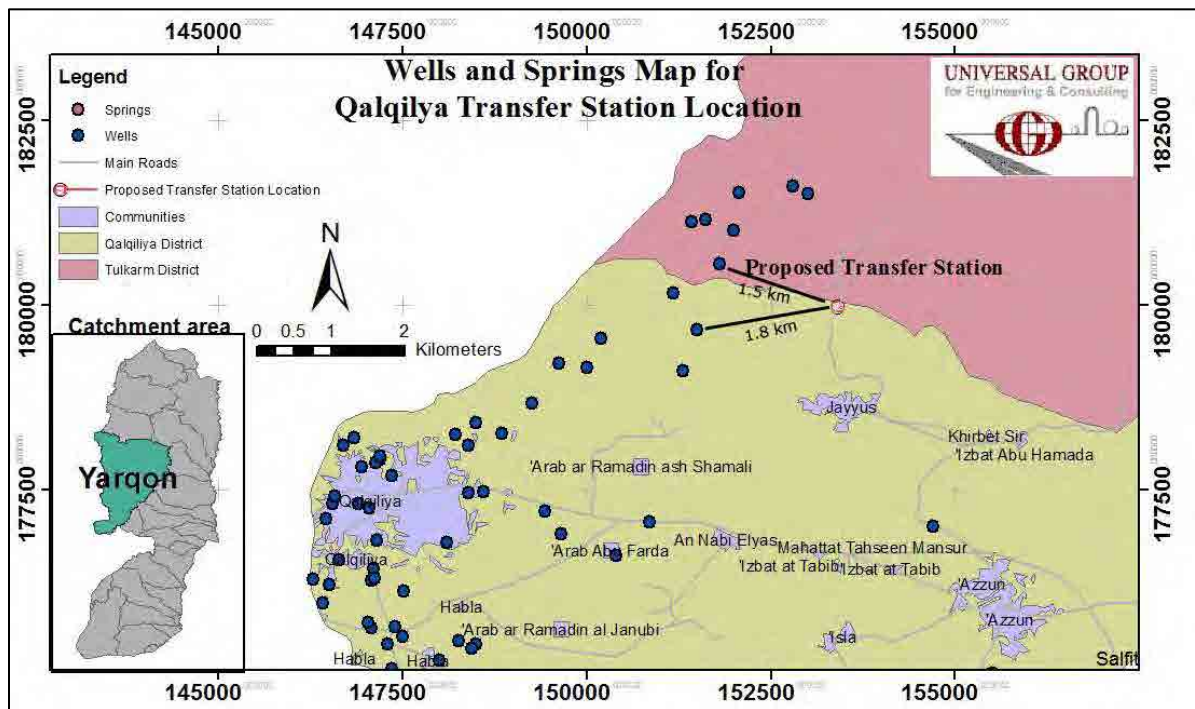 145000 147500 150000 152500 155000
Wells and Springs Map for
Qalqilya Transfer Station Location
UNIVERSAL GROUP
for Engineering & Consulting
Legend
Springs
Wells
Main Roads
Proposed Transfer Station Location
Communities
Qalqiliya District
Tulkarm District
N
0 0.5 1 2
Kilometers
Catchment area
Yarqon
182500
180000
177500
182500
180000
177500
Proposed Transfer Station
1.5 km
1.8 km
Jayyus
Khirbet Sir
'Izbat Abu Hamada
'Arab ar Ramadin ash Shamali
Qalqiliya
'Arab Abu Farda
An Nabi Elyas
Mahattat Tahseen Mansur
'Izbat at Tabib
'Izbat at Tabib
Qalqiliya
'Azzun
'Azzun
Habla
'Arab ar Ramadin al Janubi
'Isla
Habla
Habla
Salfit
145000 147500 150000 152500 155000